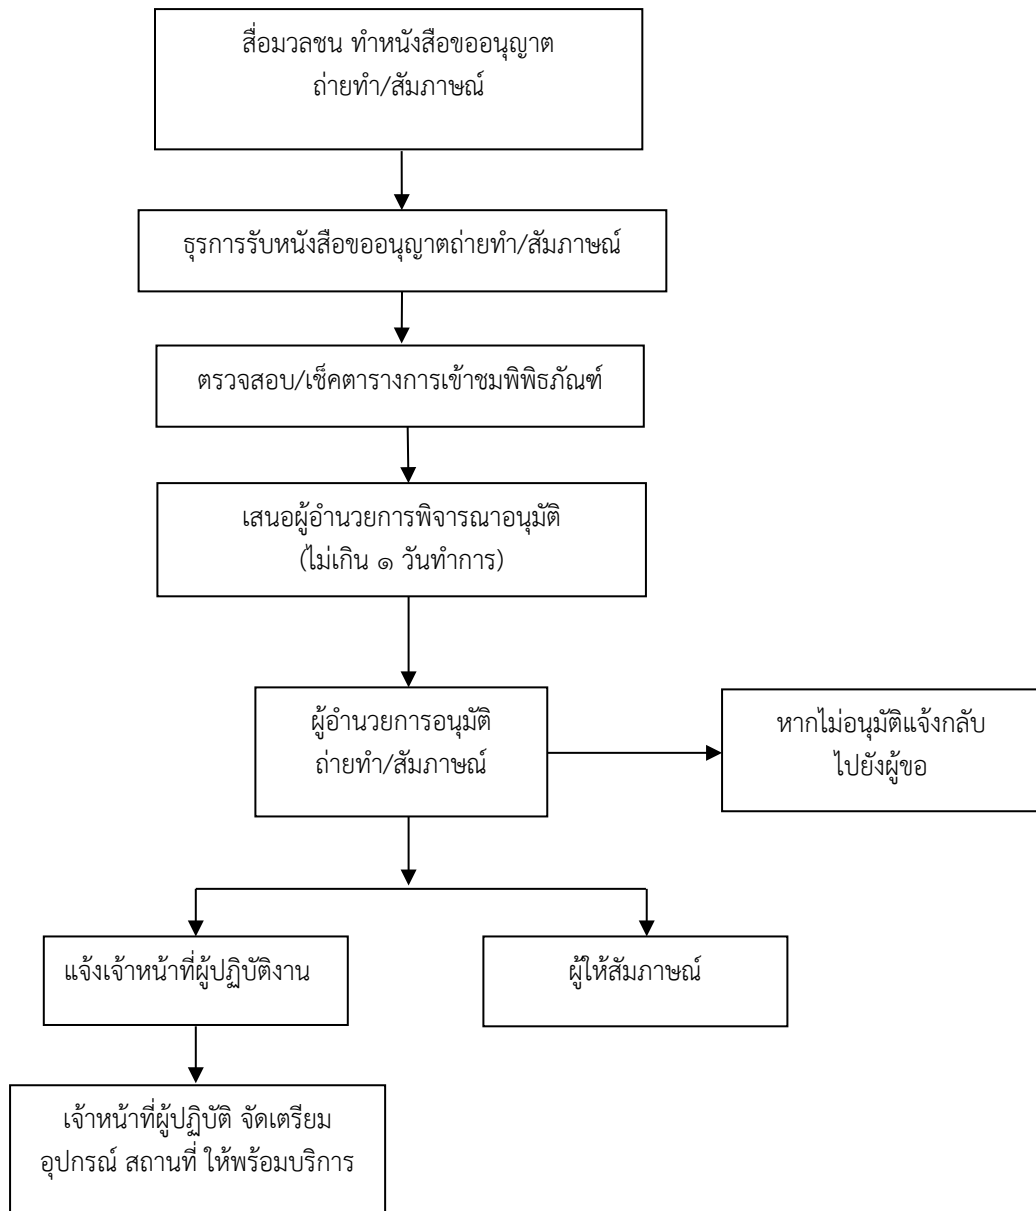 สื่อมวลชน ทำหนังสือขออนุญาต
ถ่ายทำ/สัมภาษณ์
ธุรการรับหนังสือขออนุญาตถ่ายทำ/สัมภาษณ์
ตรวจสอบ/เช็คตารางการเข้าชมพิพิธภัณฑ์
เสนอผู้อำนวยการพิจารณาอนุมัติ
(ไม่เกิน ๑ วันทำการ)
ผู้อำนวยการอนุมัติ
ถ่ายทำ/สัมภาษณ์
หากไม่อนุมัติแจ้งกลับ
ไปยังผู้ขอ
แจ้งเจ้าหน้าที่ผู้ปฏิบัติงาน
ผู้ให้สัมภาษณ์
เจ้าหน้าที่ผู้ปฏิบัติ จัดเตรียม
อุปกรณ์ สถานที่ ให้พร้อมบริการ